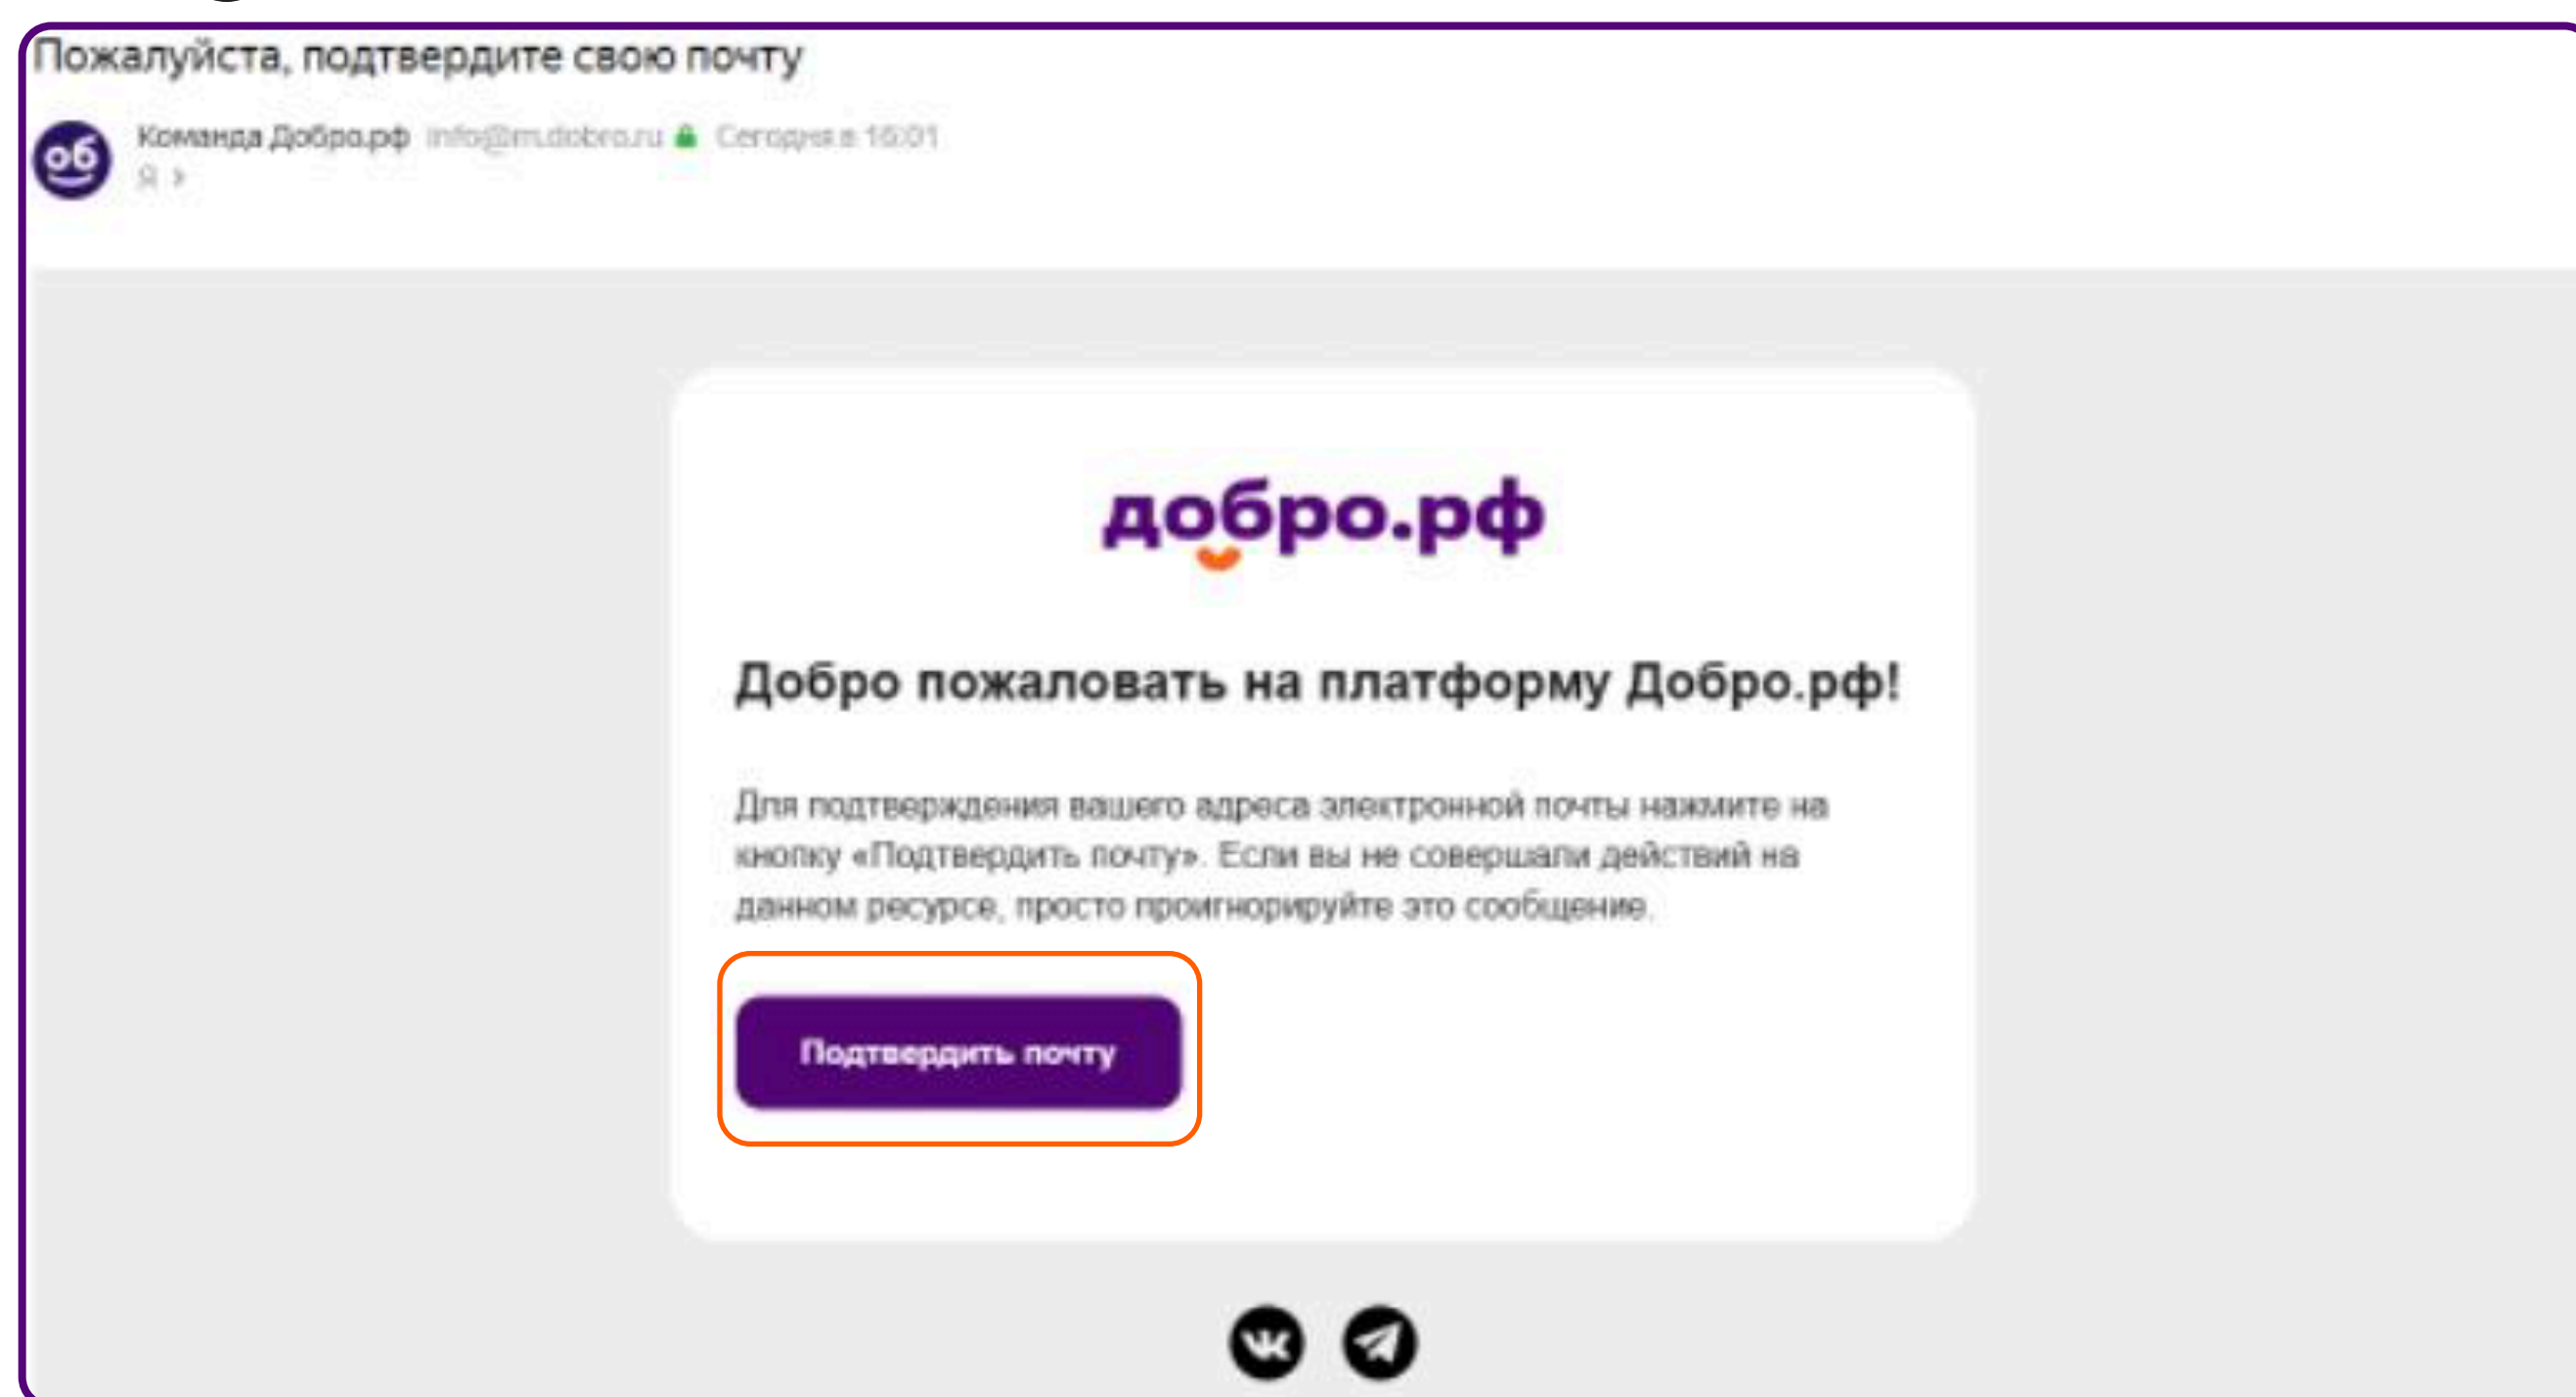 Пожалуйста, подтвердите свою почту
об
Команда Добро.рф info@m.dobro.ru Сегодня в 16:01
Я >
добро.рф
Добро пожаловать на платформу Добро.рф!
Для подтверждения вашего адреса электронной почты нажмите на
кнопку «Подтвердить почту». Если вы не совершали действий на
данном ресурсе, просто проигнорируйте это сообщение.
Подтвердить почту